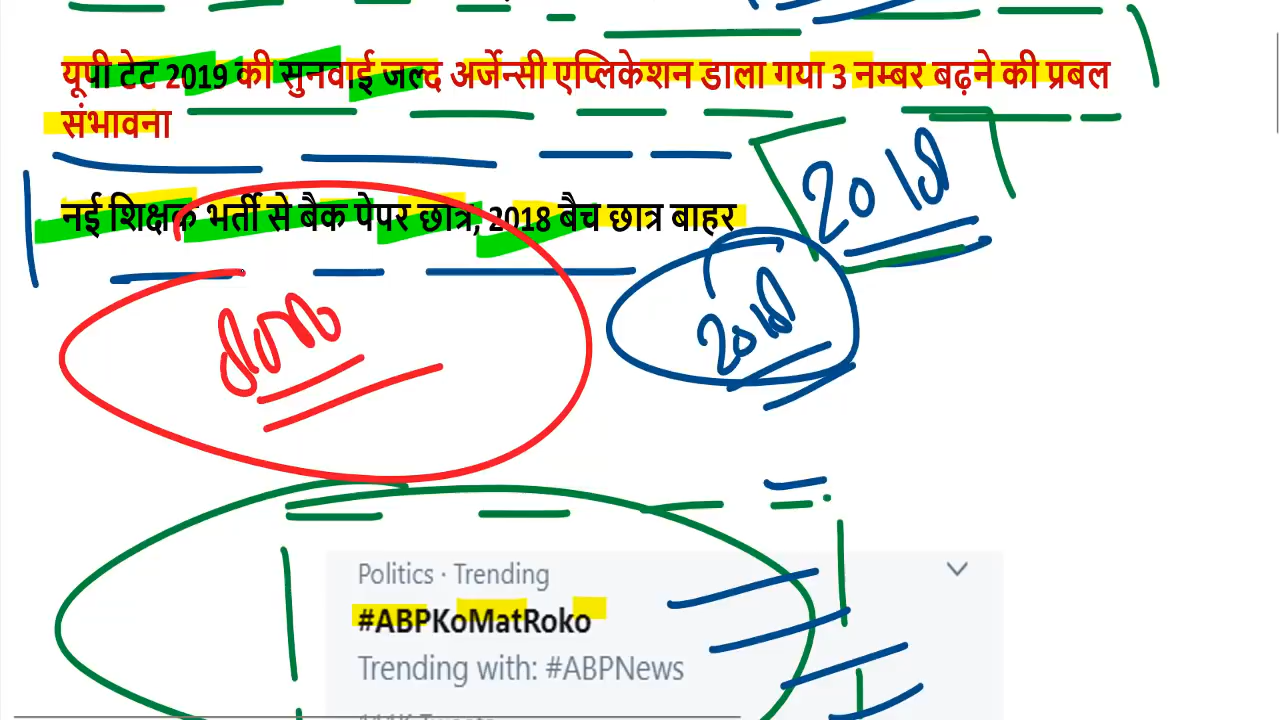 यूपी टेट 2019 की सुनवाई जल्द अर्जेन्सी एप्लिकेशन डाला गया 3 नम्बर बढ़ने की प्रबल
संभावना
2018
नई शिक्षक भर्ती से बैक पेपर छात्र, 2018 बैच छात्र बाहर
2018
Politics · Trending
#ABPKoMatRoko
Trending with: #ABPNews